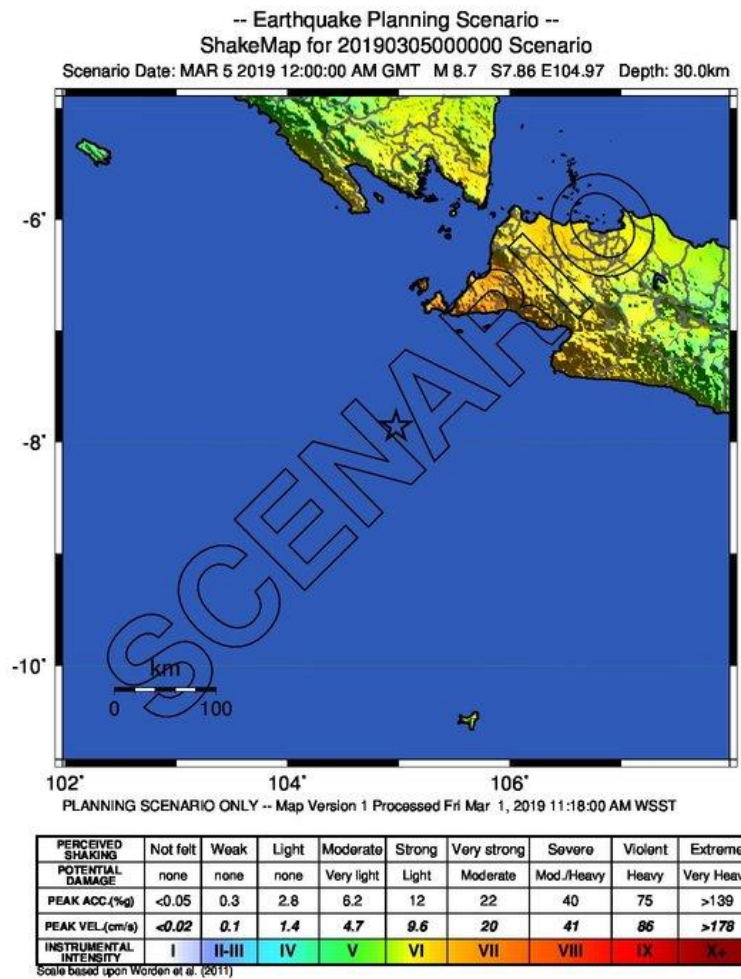 -- Earthquake Planning Scenario --
ShakeMap for 20190305000000 Scenario
Scenario Date: MAR 5 2019 12:00:00 AM GMT M 8.7 S7.86 E104.97 Depth: 30.0km
-6˚
-8˚
-10˚
SCENARIO
km
0 100
102˚ 104˚ 106˚
PLANNING SCENARIO ONLY -- Map Version 1 Processed Fri Mar 1, 2019 11:18:00 AM WSST
PERCEIVED SHAKING Not felt Weak Light Moderate Strong Very strong Severe Violent Extreme
POTENTIAL DAMAGE none none none Very light Light Moderate Mod./Heavy Heavy Very Heavy
PEAK ACC.(%g) <0.05 0.3 2.8 6.2 12 22 40 75 >139
PEAK VEL.(cm/s) <0.02 0.1 1.4 4.7 9.6 20 41 86 >178
INSTRUMENTAL INTENSITY I II-III IV V VI VII VIII IX X+
Scale based upon Worden et al. (2011)